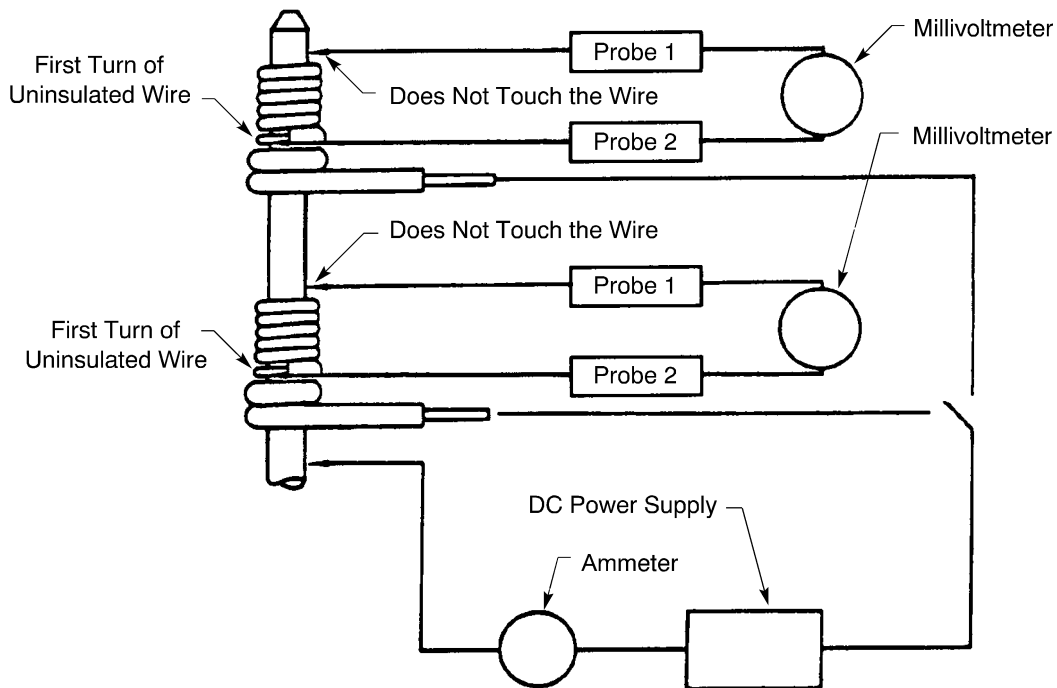 Millivoltmeter
Probe 1
First Turn of
Uninsulated Wire
Does Not Touch the Wire
Probe 2
Millivoltmeter
Does Not Touch the Wire
Probe 1
First Turn of
Uninsulated Wire
Probe 2
DC Power Supply
Ammeter